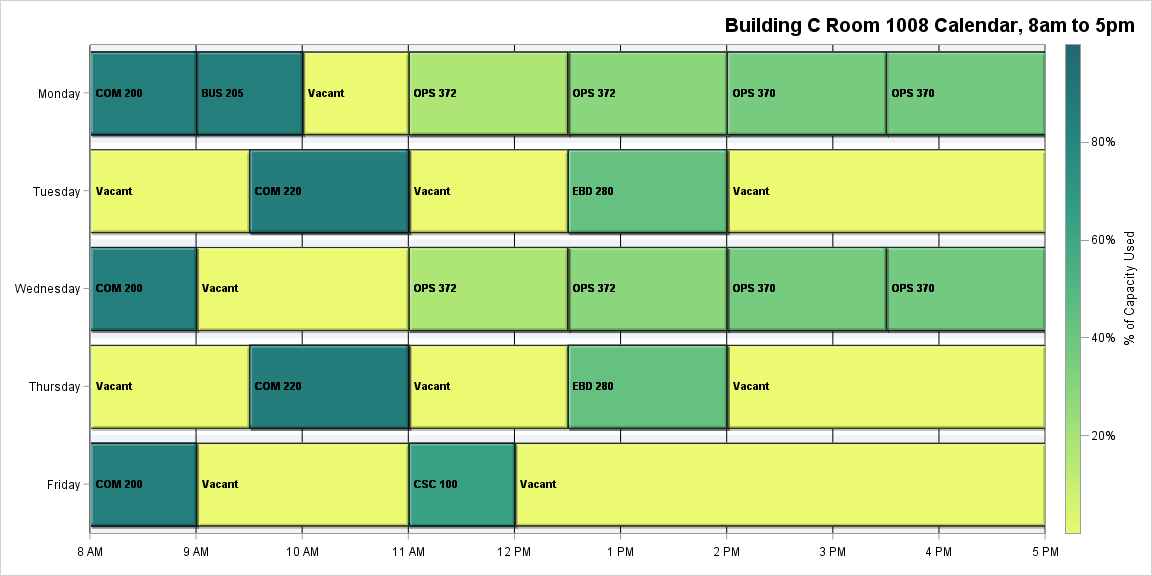 Building C Room 1008 Calendar, 8am to 5pm
Monday COM 200 BUS 205 Vacant OPS 372 OPS 372 OPS 370 OPS 370
80%
Tuesday Vacant COM 220 Vacant EBD 280 Vacant
60%
% of Capacity Used
Wednesday COM 200 Vacant OPS 372 OPS 372 OPS 370 OPS 370
40%
Thursday Vacant COM 220 Vacant EBD 280 Vacant
20%
Friday COM 200 Vacant CSC 100 Vacant
8 AM 9 AM 10 AM 11 AM 12 PM 1 PM 2 PM 3 PM 4 PM 5 PM